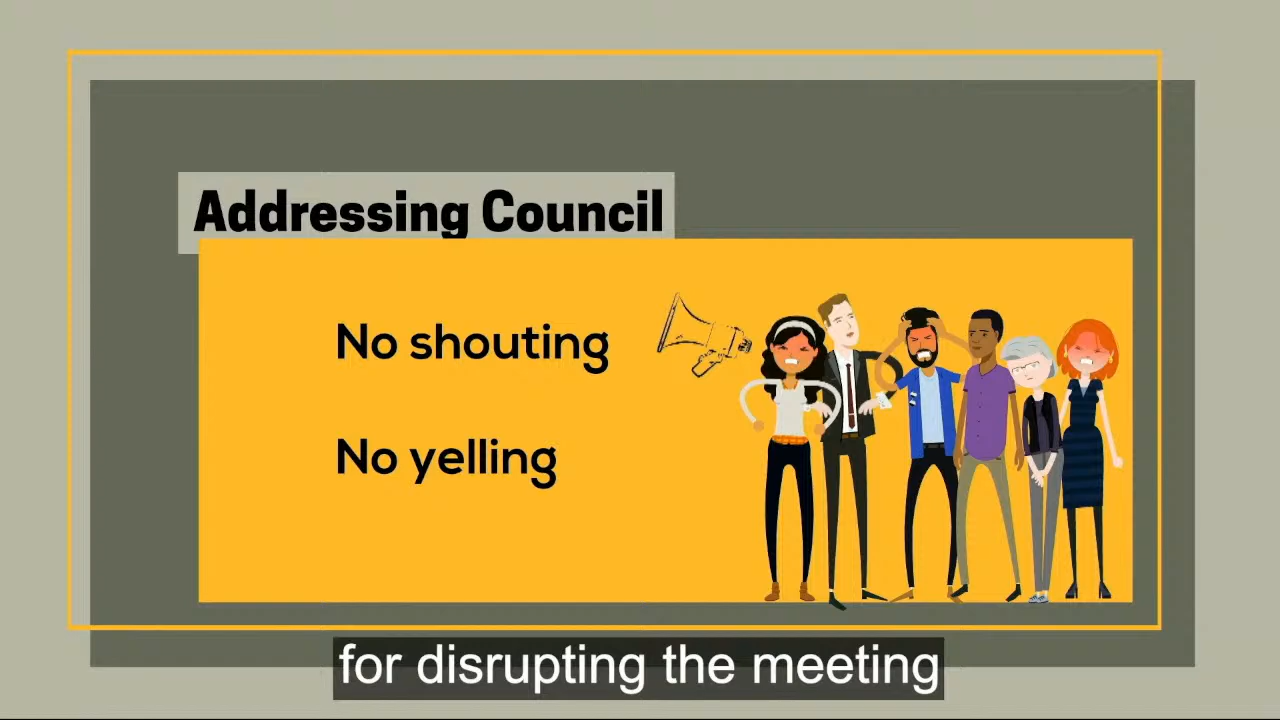 Addressing Council
No shouting
No yelling
for disrupting the meeting